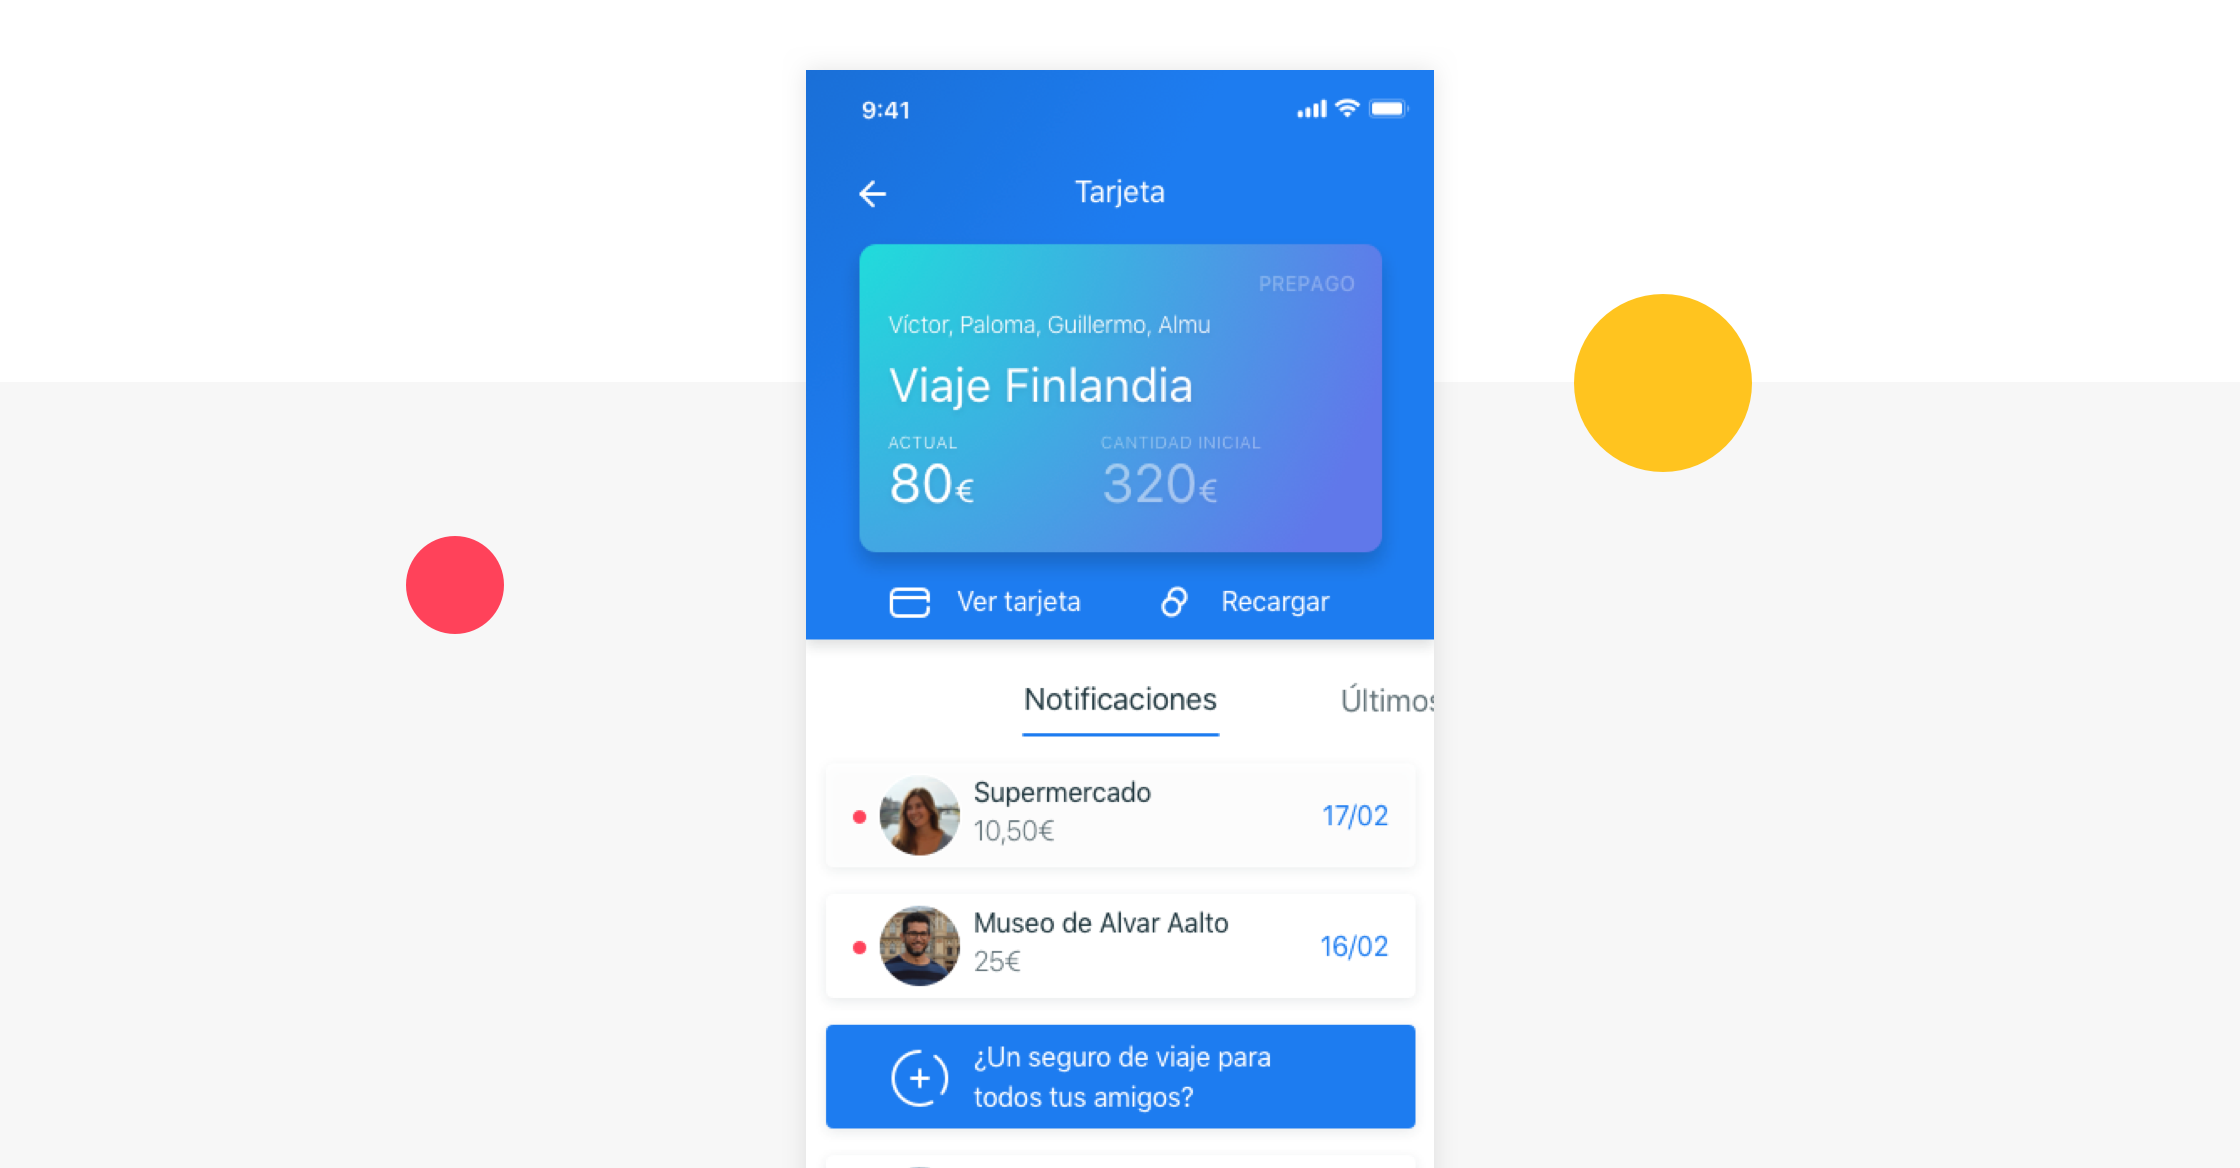 9:41
Tarjeta
PREPAGO
Víctor, Paloma, Guillermo, Almu
Viaje Finlandia
ACTUAL
CANTIDAD INICIAL
80€
320€
Ver tarjeta
Recargar
Notificaciones
Últimos
Supermercado
10,50€
17/02
Museo de Alvar Aalto
25€
16/02
¿Un seguro de viaje para
todos tus amigos?